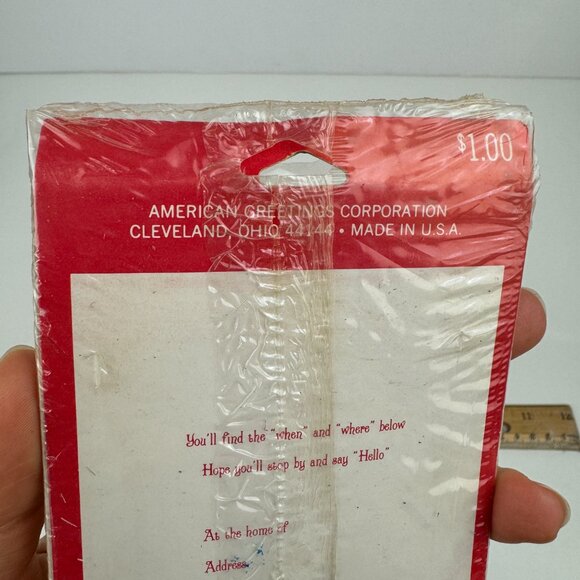 $1.00
AMERICAN GREETINGS CORPORATION
CLEVELAND, OHIO 44144 • MADE IN U.S.A.
You'll find the "when" and "where" below
Hope you'll stop by and say "Hello"
At the home of
Address
12